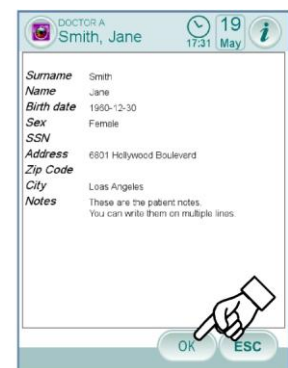 DOCTOR A
Smith, Jane
17:31
19
May
i
Surname Smith
Name Jane
Birth date 1960-12-30
Sex Female
SSN
Address 6801 Hollywood Boulevard
Zip Code
City Loas Angeles
Notes These are the patient notes.
You can write them on multiple lines.
OK
ESC